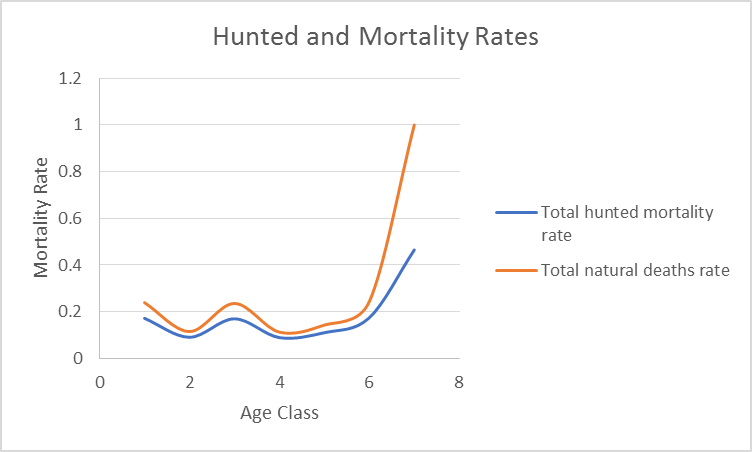 Hunted and Mortality Rates
1.2
1
0.8
0.6
0.4
0.2
0
0
2
4
6
8
Mortality Rate
Age Class
Total hunted mortality
rate
Total natural deaths rate